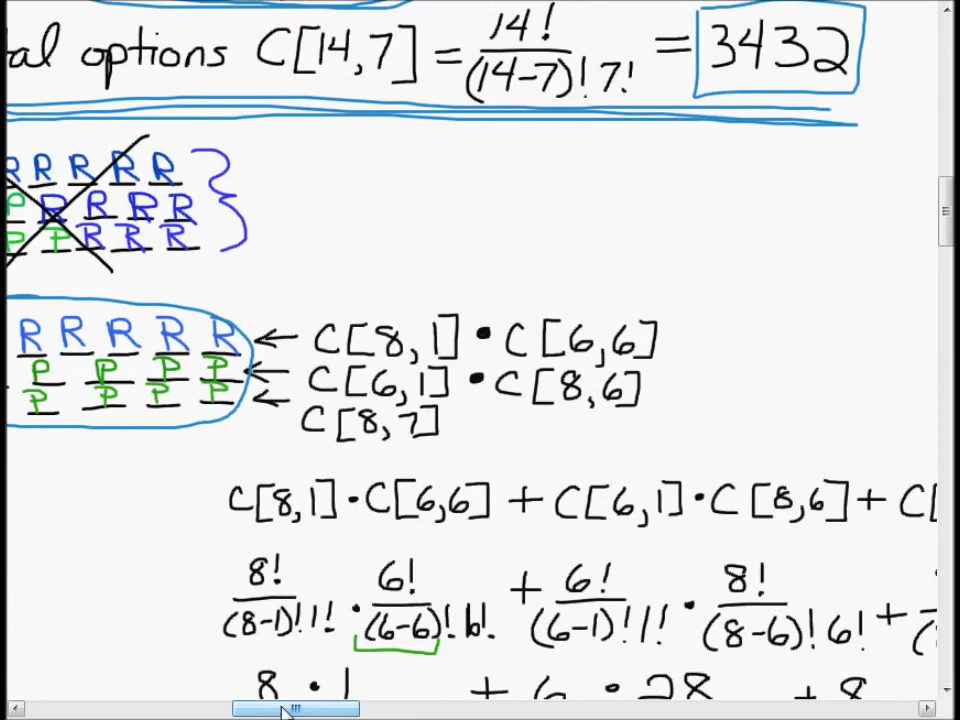 al options C[14,7] = 14! / (14-7)! 7! = 3432
R R R R R
P R R R R
P P R R R
R R R R R ← C[8,1] · C[6,6]
P P P P ← C[6,1] · C[8,6]
P P P P ← C[8,7]
C[8,1] · C[6,6] + C[6,1] · C[8,6] + C[
8! / (8-1)! 1! · 6! / (6-6)! 6! + 6! / (6-1)! 1! · 8! / (8-6)! 6! +
8 · 1 + 6 · 28 + 8